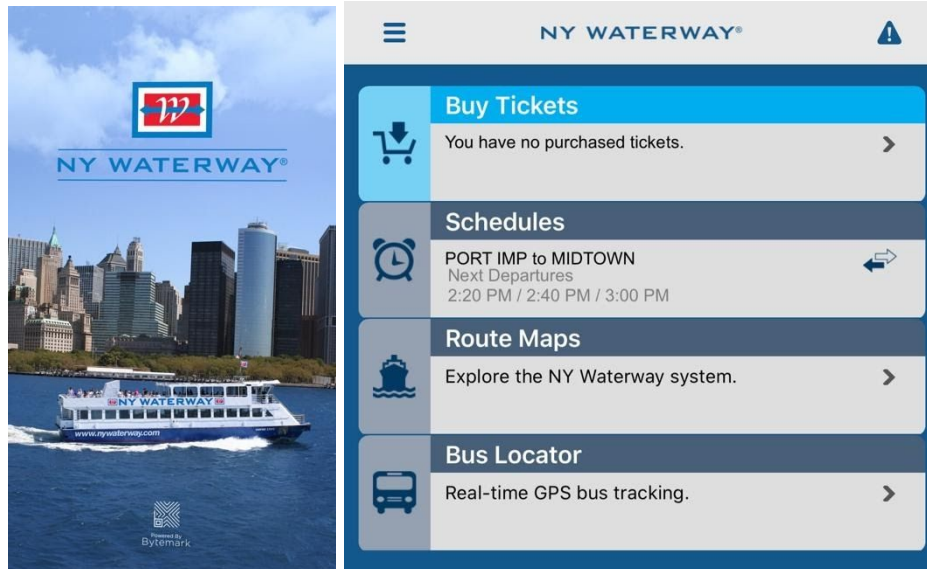 W
NY WATERWAY®
NY WATERWAY
www.nywaterway.com
Powered By
Bytemark
NY WATERWAY®
Buy Tickets
You have no purchased tickets.
Schedules
PORT IMP to MIDTOWN
Next Departures
2:20 PM / 2:40 PM / 3:00 PM
Route Maps
Explore the NY Waterway system.
Bus Locator
Real-time GPS bus tracking.